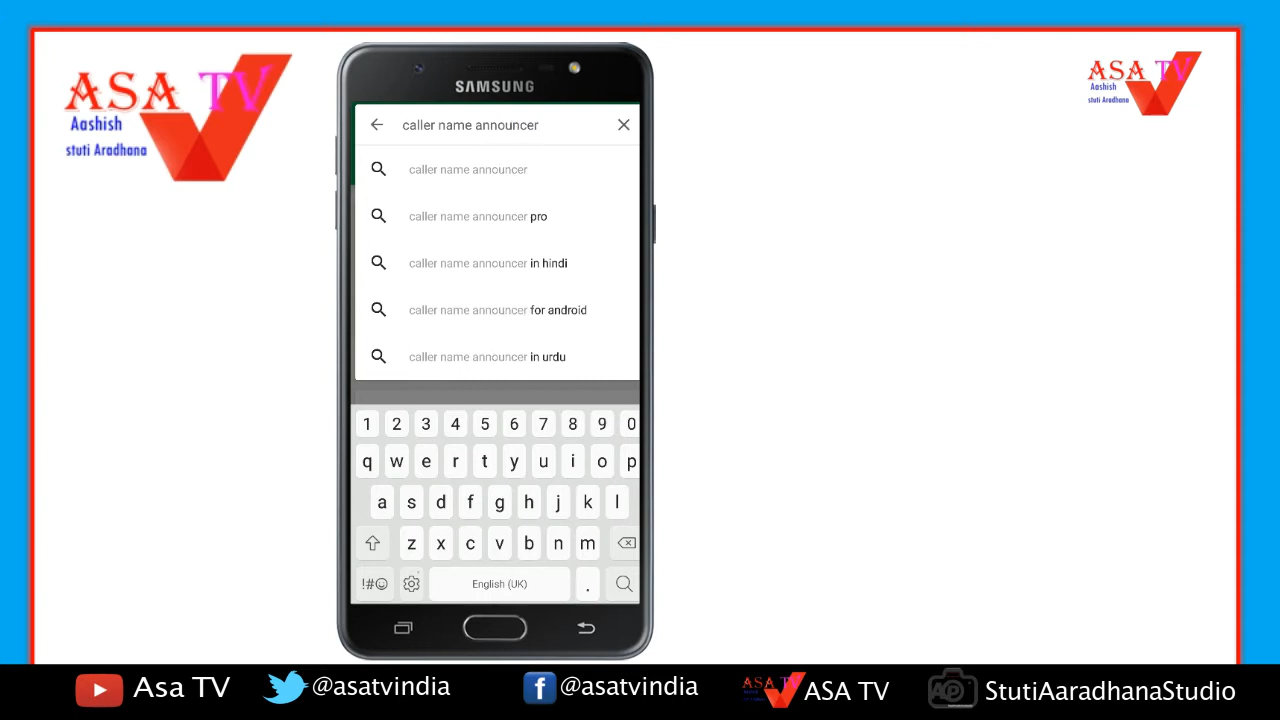 ASA TV
Aashish
stuti Aradhana
ASA TV
Aashish
stuti Aradhana
SAMSUNG
caller name announcer
caller name announcer
caller name announcer pro
caller name announcer in hindi
caller name announcer for android
caller name announcer in urdu
1 2 3 4 5 6 7 8 9 0
q w e r t y u i o p
a s d f g h j k l
z x c v b n m
!#☺ English (UK) .
Asa TV @asatvindia @asatvindia ASA TV ASA TV StutiAaradhanaStudio